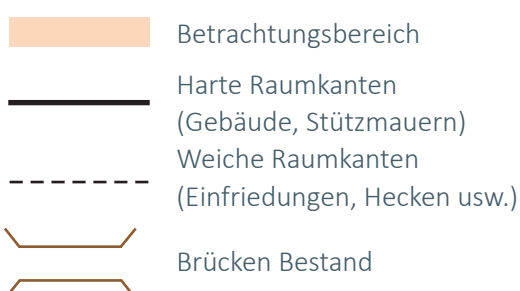 Betrachtungsbereich
Harte Raumkanten
(Gebäude, Stützmauern)
Weiche Raumkanten
(Einfriedungen, Hecken usw.)
Brücken Bestand